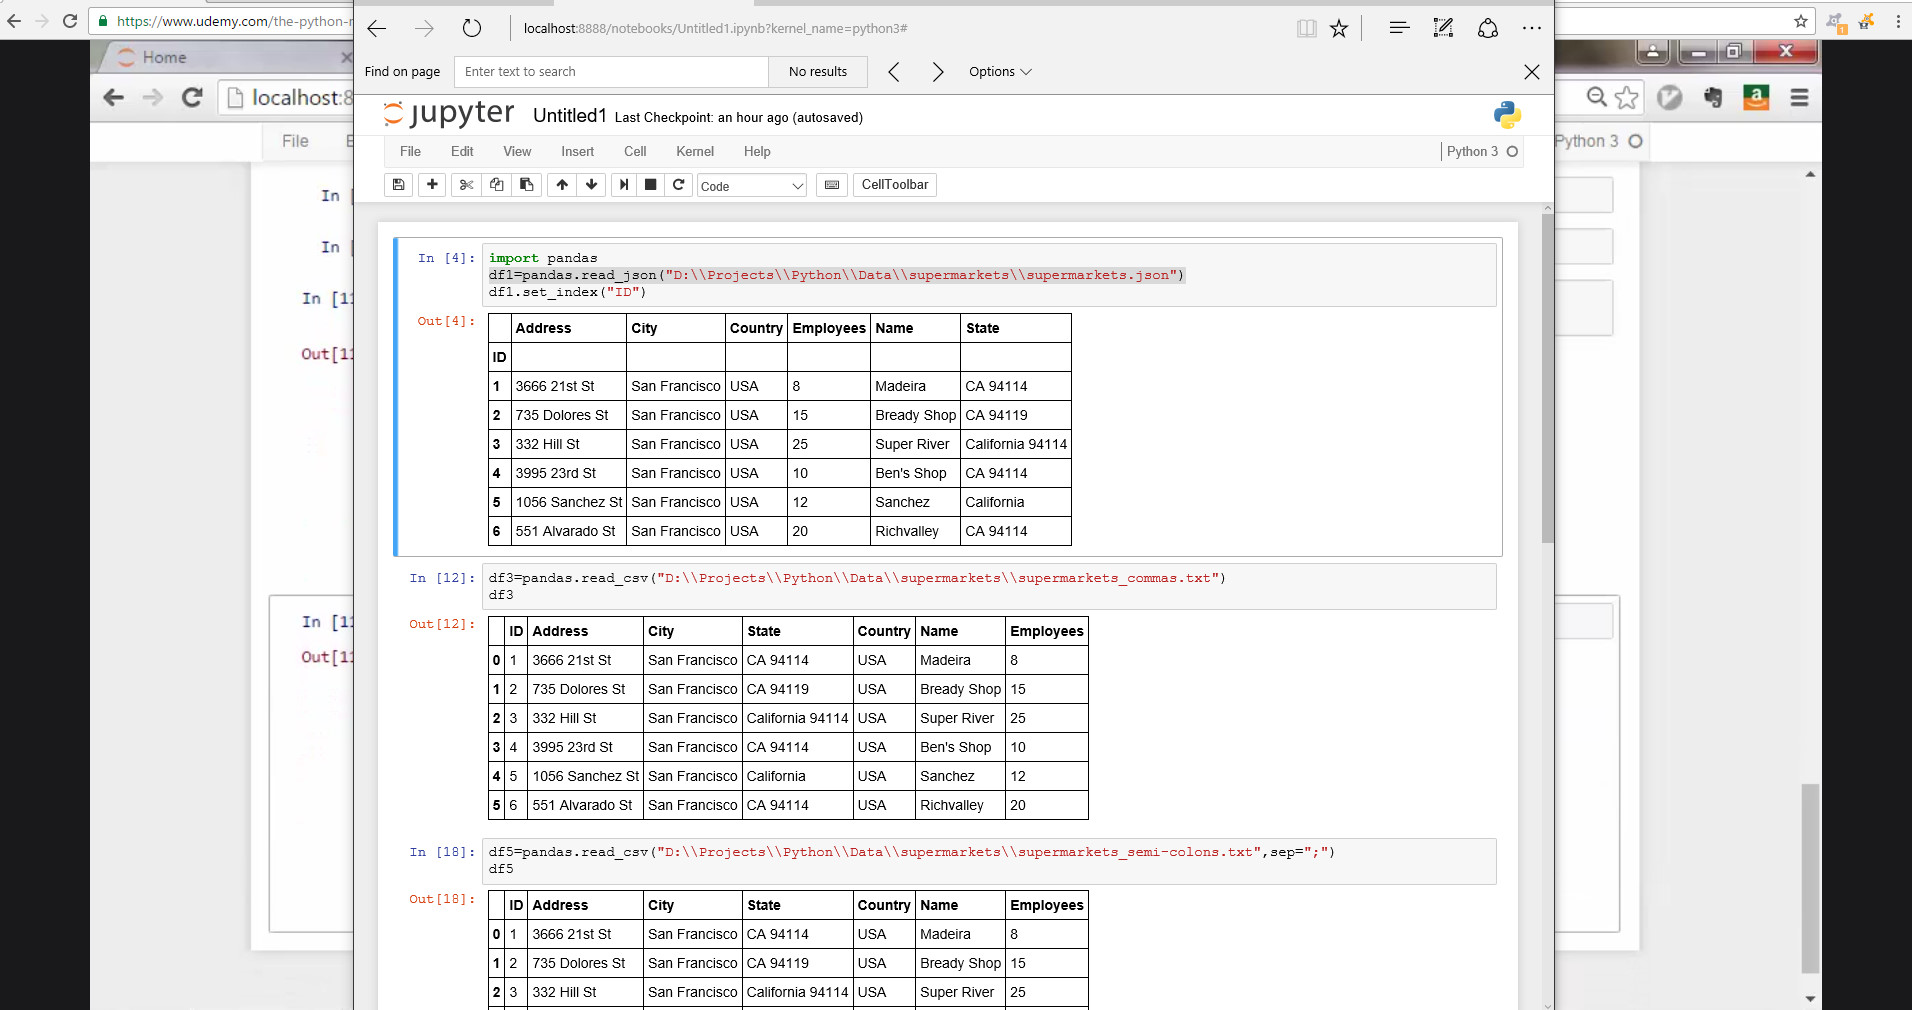 https://www.udemy.com/the-python-
Home
localhost:8
File
In [
In [
In [11
Out[11
In [11
Out[11
Python 3
localhost:8888/notebooks/Untitled1.ipynb?kernel_name=python3#
Find on page Enter text to search No results Options
jupyter Untitled1 Last Checkpoint: an hour ago (autosaved)
File Edit View Insert Cell Kernel Help Python 3
Code CellToolbar
In [4]: import pandas
df1=pandas.read_json("D:\\Projects\\Python\\Data\\supermarkets\\supermarkets.json")
df1.set_index("ID")
Out[4]: Address City Country Employees Name State
ID
1 3666 21st St San Francisco USA 8 Madeira CA 94114
2 735 Dolores St San Francisco USA 15 Bready Shop CA 94119
3 332 Hill St San Francisco USA 25 Super River California 94114
4 3995 23rd St San Francisco USA 10 Ben's Shop CA 94114
5 1056 Sanchez St San Francisco USA 12 Sanchez California
6 551 Alvarado St San Francisco USA 20 Richvalley CA 94114
In [12]: df3=pandas.read_csv("D:\\Projects\\Python\\Data\\supermarkets\\supermarkets_commas.txt")
df3
Out[12]: ID Address City State Country Name Employees
0 1 3666 21st St San Francisco CA 94114 USA Madeira 8
1 2 735 Dolores St San Francisco CA 94119 USA Bready Shop 15
2 3 332 Hill St San Francisco California 94114 USA Super River 25
3 4 3995 23rd St San Francisco CA 94114 USA Ben's Shop 10
4 5 1056 Sanchez St San Francisco California USA Sanchez 12
5 6 551 Alvarado St San Francisco CA 94114 USA Richvalley 20
In [18]: df5=pandas.read_csv("D:\\Projects\\Python\\Data\\supermarkets\\supermarkets_semi-colons.txt",sep=";")
df5
Out[18]: ID Address City State Country Name Employees
0 1 3666 21st St San Francisco CA 94114 USA Madeira 8
1 2 735 Dolores St San Francisco CA 94119 USA Bready Shop 15
2 3 332 Hill St San Francisco California 94114 USA Super River 25